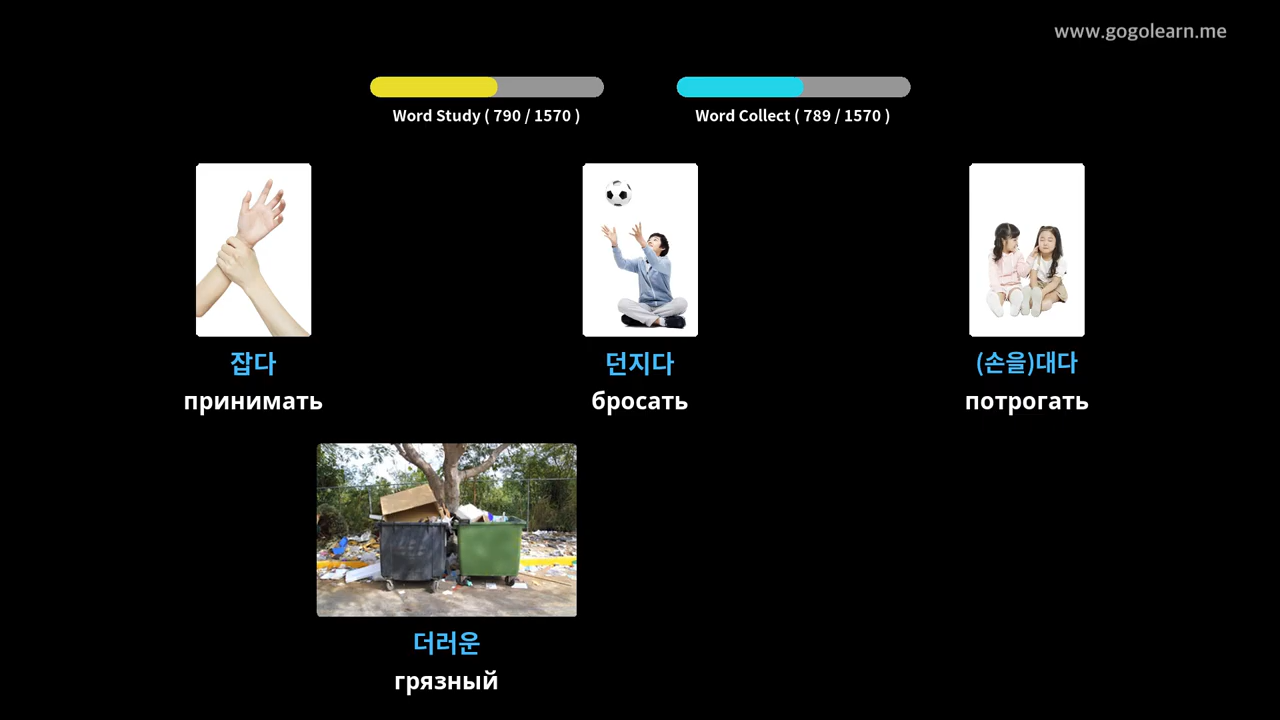 www.gogolearn.me
Word Study ( 790 / 1570 )
Word Collect ( 789 / 1570 )
잡다
принимать
던지다
бросать
(손을)대다
потрогать
더러운
грязный